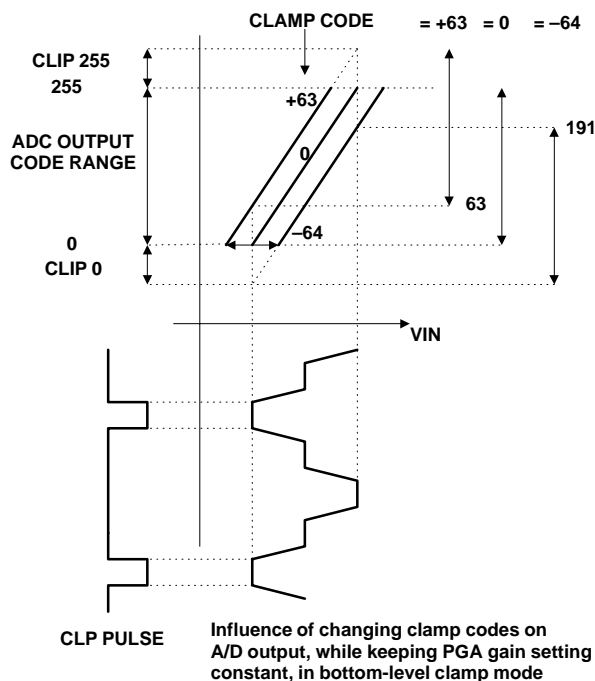 CLAMP CODE
= +63 = 0 = –64
CLIP 255
255
+63
191
ADC OUTPUT
CODE RANGE
0
63
–64
0
CLIP 0
VIN
CLP PULSE
Influence of changing clamp codes on
A/D output, while keeping PGA gain setting
constant, in bottom-level clamp mode